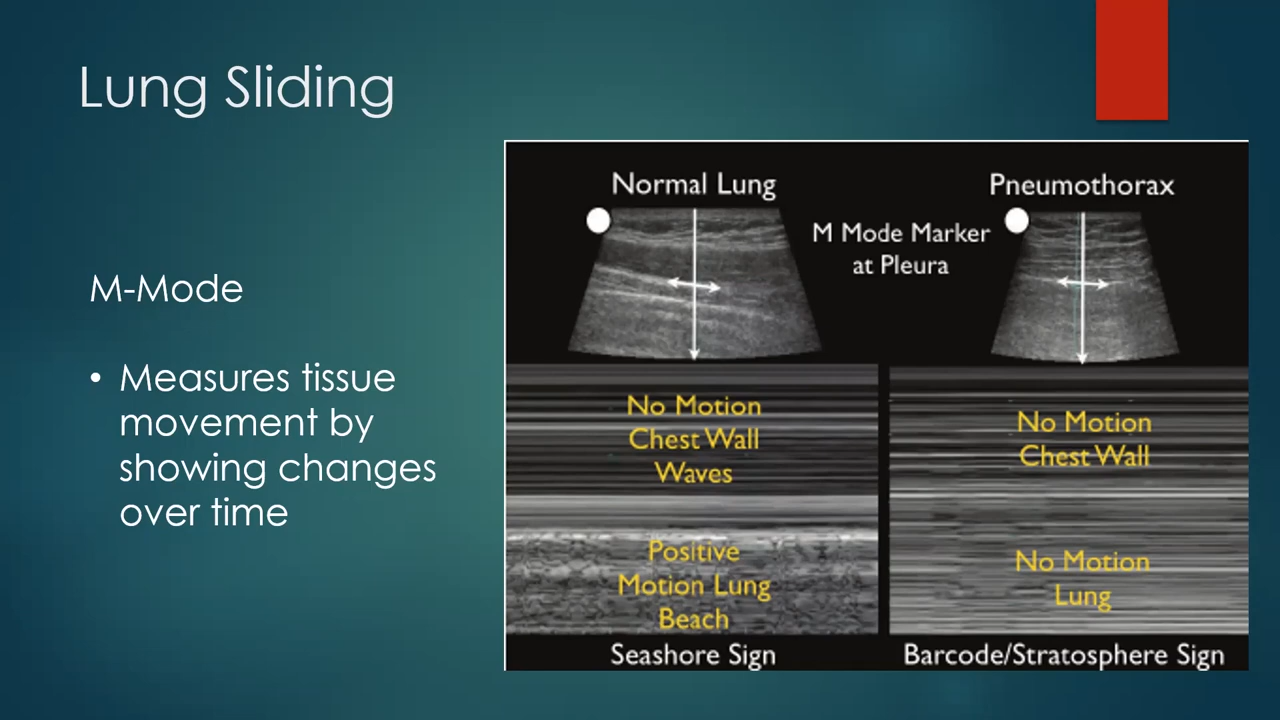 Lung Sliding
M-Mode
• Measures tissue
movement by
showing changes
over time
Normal Lung
M Mode Marker
at Pleura
Pneumothorax
No Motion
Chest Wall
Waves
Positive
Motion Lung
Beach
Seashore Sign
No Motion
Chest Wall
No Motion
Lung
Barcode/Stratosphere Sign